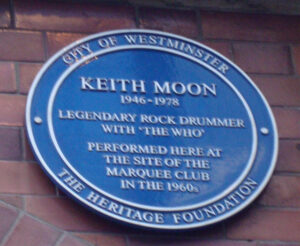 CITY OF WESTMINSTER
KEITH MOON
1946-1978
LEGENDARY ROCK DRUMMER
WITH 'THE WHO'
PERFORMED HERE AT
THE SITE OF THE
MARQUEE CLUB
IN THE 1960s
THE HERITAGE FOUNDATION